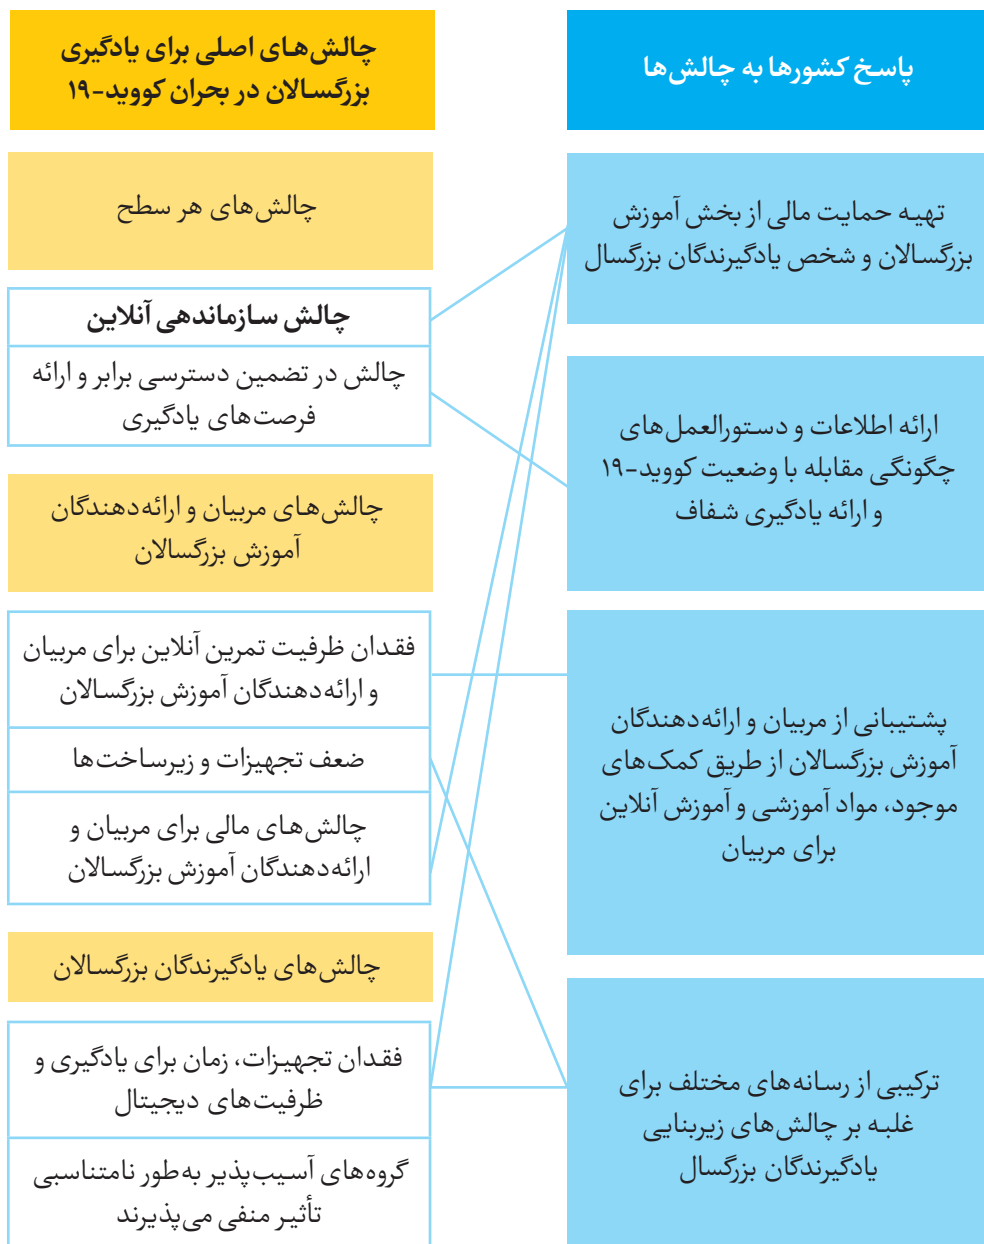 چالش‌های اصلی برای یادگیری
بزرگسالان در بحران کووید-۱۹
چالش‌های هر سطح
چالش سازماندهی آنلاین
چالش در تضمین دسترسی برابر و ارائه
فرصت‌های یادگیری
چالش‌های مربیان و ارائه‌دهندگان
آموزش بزرگسالان
فقدان ظرفیت تمرین آنلاین برای مربیان
و ارائه‌دهندگان آموزش بزرگسالان
ضعف تجهیزات و زیرساخت‌ها
چالش‌های مالی برای مربیان و
ارائه‌دهندگان آموزش بزرگسالان
چالش‌های یادگیرندگان بزرگسالان
فقدان تجهیزات، زمان برای یادگیری و
ظرفیت‌های دیجیتال
گروه‌های آسیب‌پذیر به‌طور نامتناسبی
تأثیر منفی می‌پذیرند
پاسخ کشورها به چالش‌ها
تهیه حمایت مالی از بخش آموزش
بزرگسالان و شخص یادگیرندگان بزرگسال
ارائه اطلاعات و دستورالعمل‌های
چگونگی مقابله با وضعیت کووید-۱۹
و ارائه یادگیری شفاف
پشتیبانی از مربیان و ارائه‌دهندگان
آموزش بزرگسالان از طریق کمک‌های
موجود، مواد آموزشی و آموزش آنلاین
برای مربیان
ترکیبی از رسانه‌های مختلف برای
غلبه بر چالش‌های زیربنایی
یادگیرندگان بزرگسال